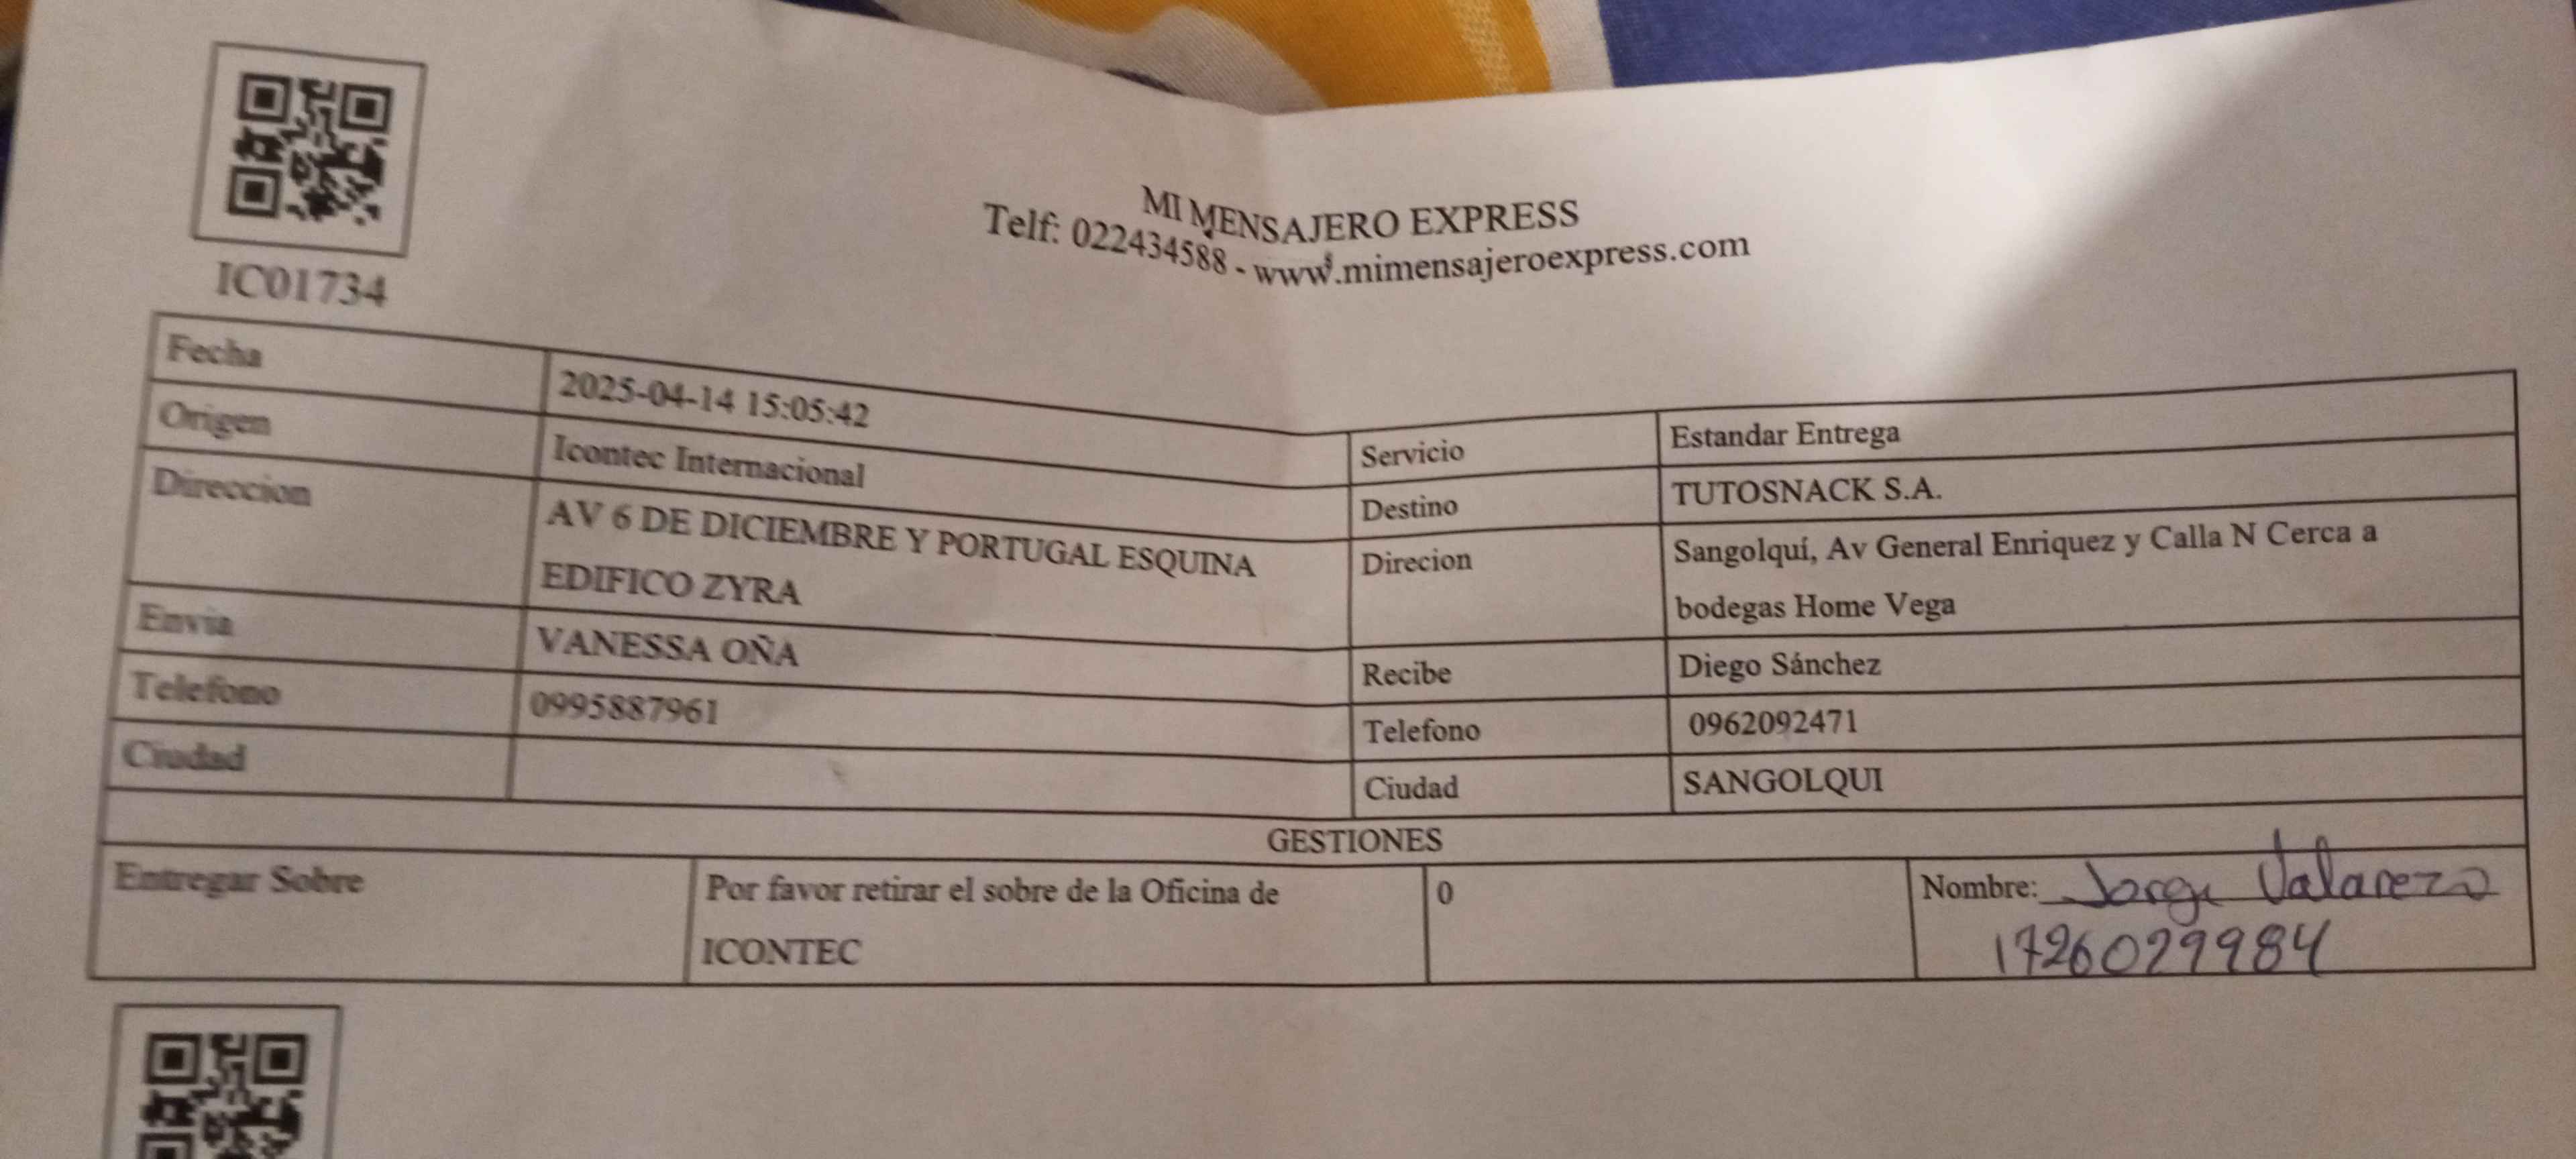 IC01734
MI MENSAJERO EXPRESS
Telf: 022434588 - www.mimensajeroexpress.com
Fecha 2025-04-14 15:05:42 Servicio Estandar Entrega
Origen Icontec Internacional Destino TUTOSNACK S.A.
Direccion AV 6 DE DICIEMBRE Y PORTUGAL ESQUINA Direcion Sangolquí, Av General Enriquez y Calla N Cerca a
EDIFICO ZYRA bodegas Home Vega
Envia VANESSA OÑA Recibe Diego Sánchez
Telefono 0995887961 Telefono 0962092471
Ciudad Ciudad SANGOLQUI
GESTIONES
Entregar Sobre Por favor retirar el sobre de la Oficina de 0 Nombre: Jorge Valarezo
ICONTEC 1726029984